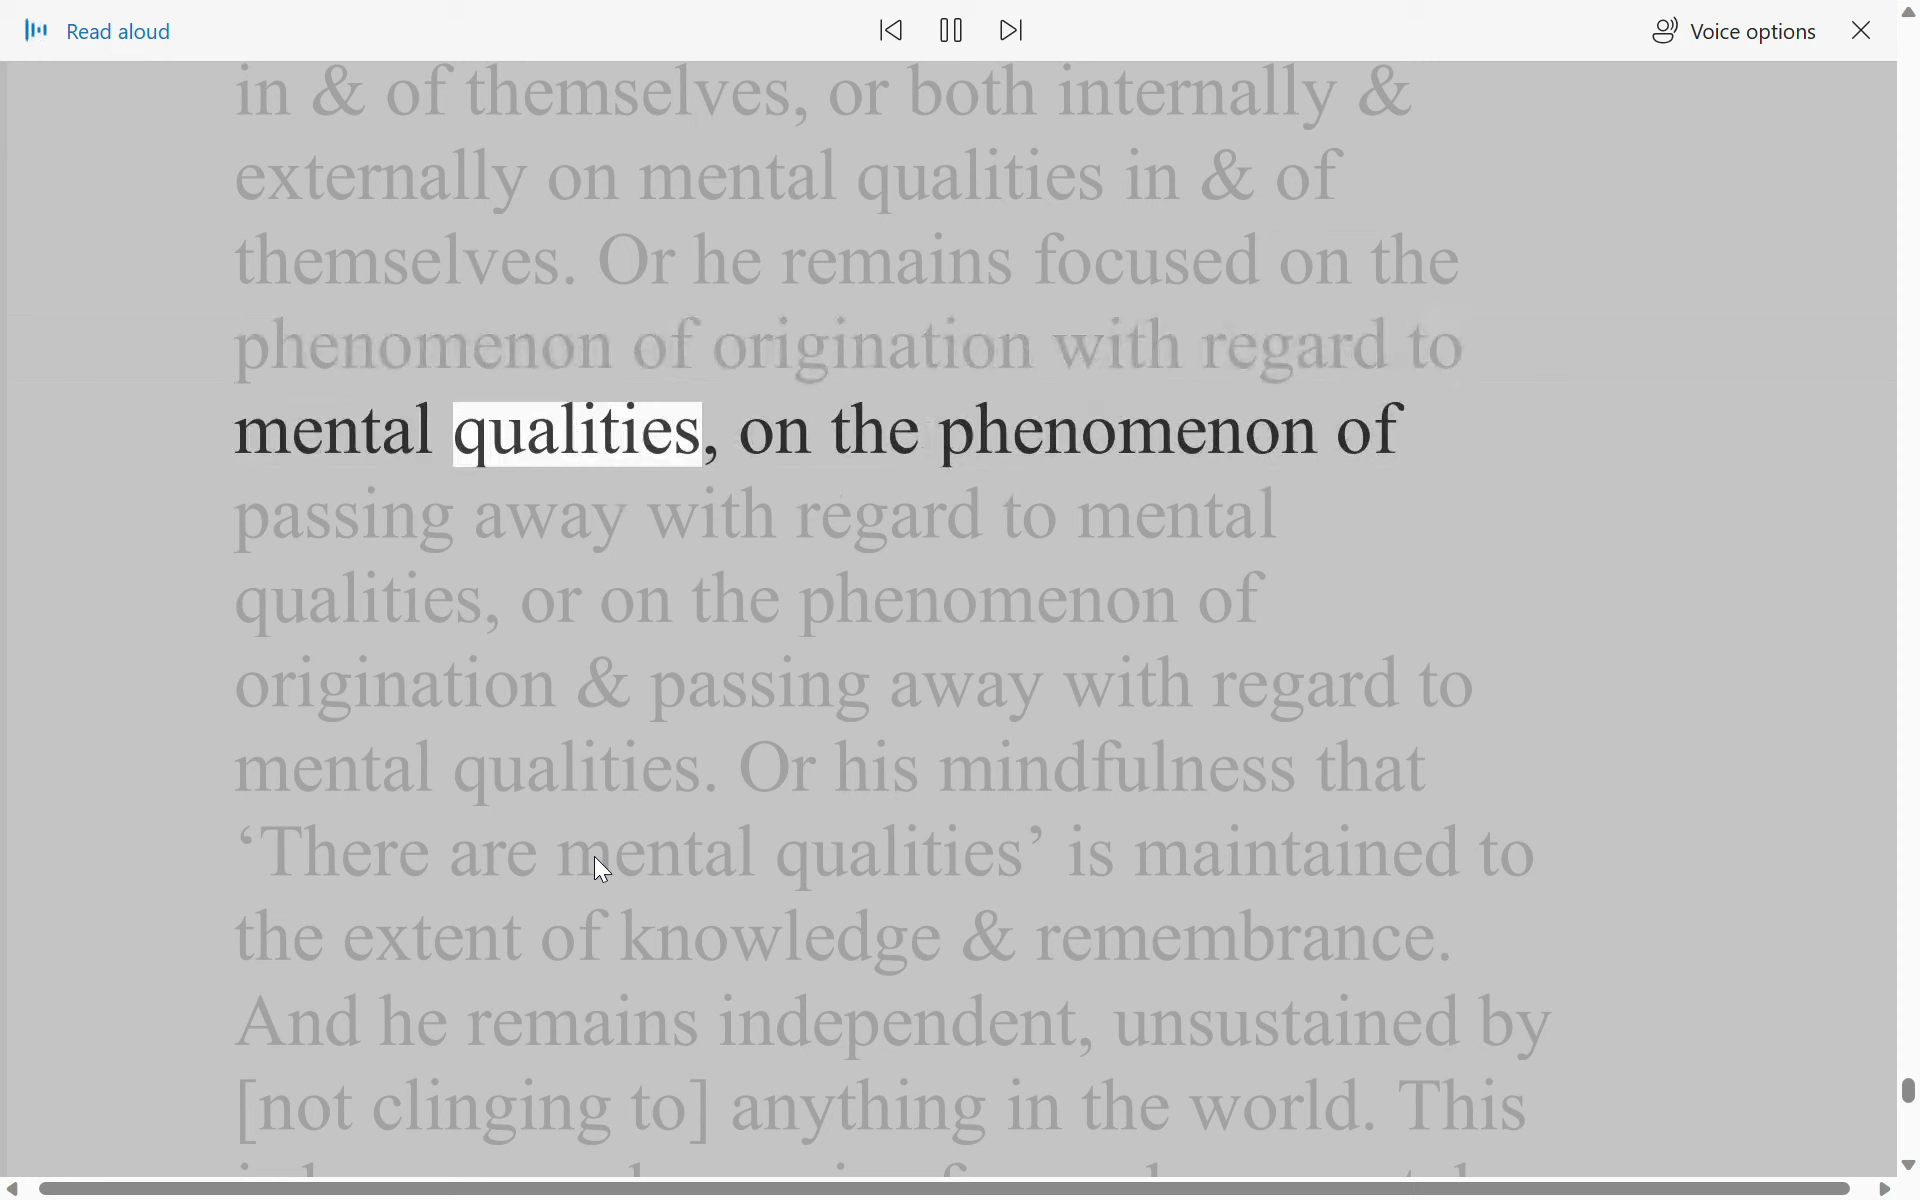 Read aloud
Voice options
in & of themselves, or both internally &
externally on mental qualities in & of
themselves. Or he remains focused on the
phenomenon of origination with regard to
mental qualities, on the phenomenon of
passing away with regard to mental
qualities, or on the phenomenon of
origination & passing away with regard to
mental qualities. Or his mindfulness that
‘There are mental qualities’ is maintained to
the extent of knowledge & remembrance.
And he remains independent, unsustained by
[not clinging to] anything in the world. This